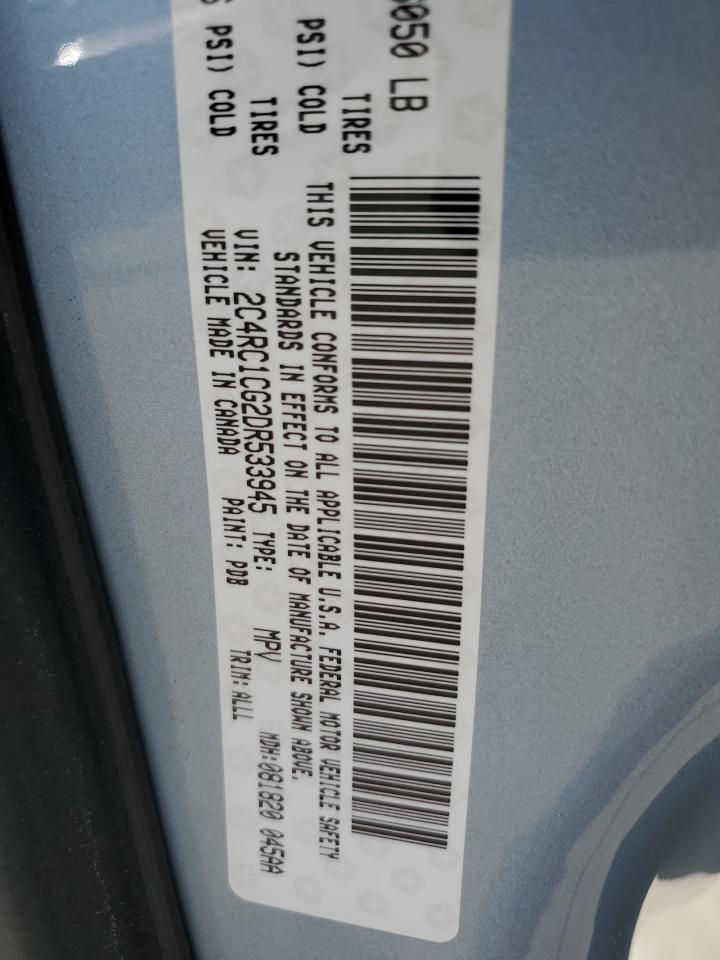 6050 LB
TIRES
PSI) COLD
TIRES
PSI) COLD
THIS VEHICLE CONFORMS TO ALL APPLICABLE U.S.A. FEDERAL MOTOR VEHICLE SAFETY
STANDARDS IN EFFECT ON THE DATE OF MANUFACTURE SHOWN ABOVE.
VIN: 2C4RC1CG2DR533945 TYPE: MPV MDH:081820 045AA
VEHICLE MADE IN CANADA PAINT: PDB TRIM:ALL1